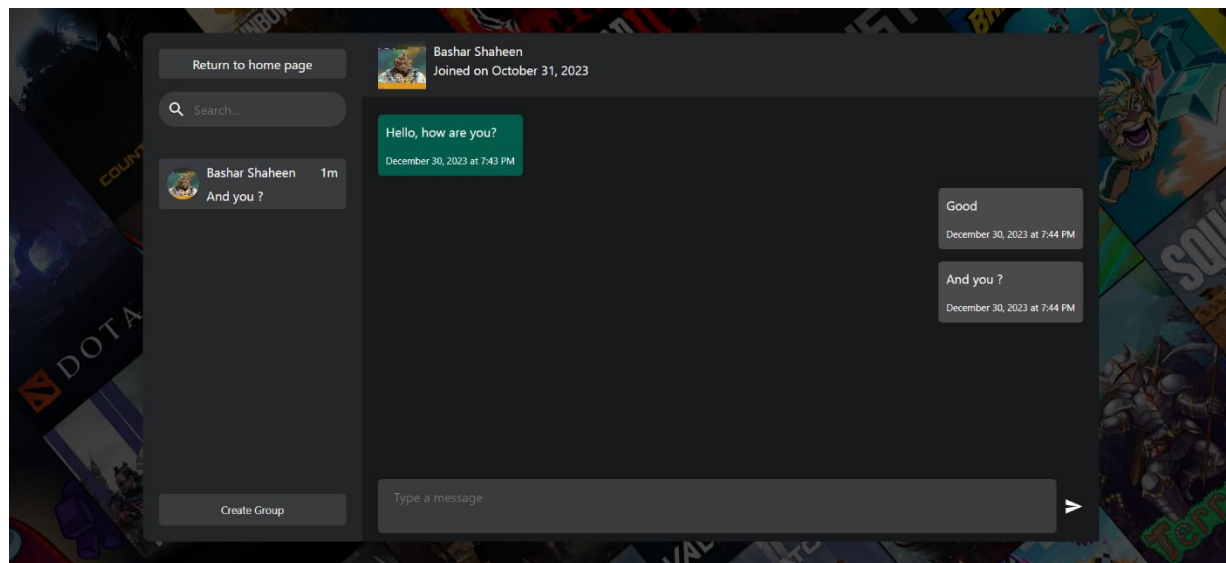 Return to home page
Search...
Bashar Shaheen 1m
And you ?
Create Group
Bashar Shaheen
Joined on October 31, 2023
Hello, how are you?
December 30, 2023 at 7:43 PM
Good
December 30, 2023 at 7:44 PM
And you ?
December 30, 2023 at 7:44 PM
Type a message
DOTA